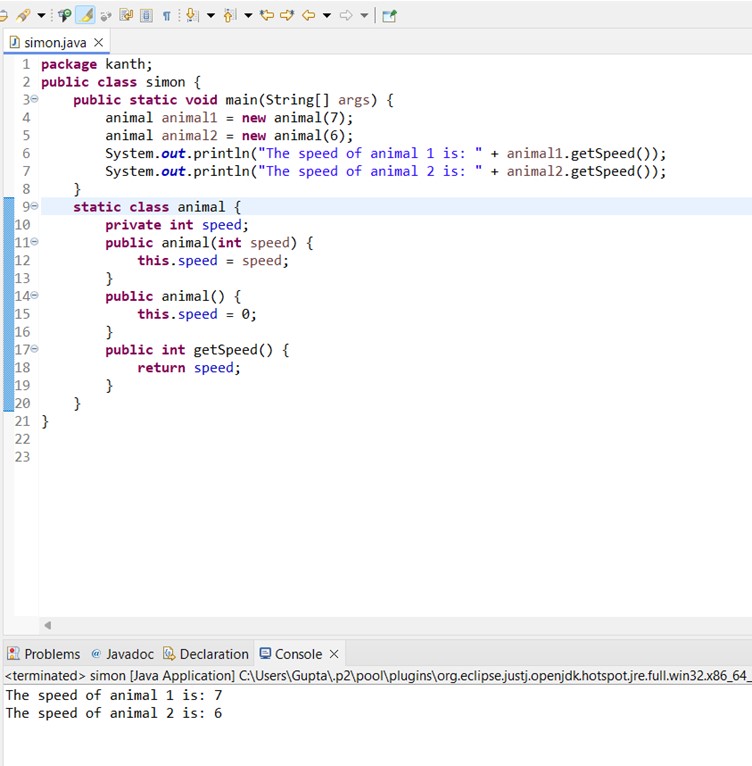 simon.java
1 package kanth;
2 public class simon {
3     public static void main(String[] args) {
4         animal animal1 = new animal(7);
5         animal animal2 = new animal(6);
6         System.out.println("The speed of animal 1 is: " + animal1.getSpeed());
7         System.out.println("The speed of animal 2 is: " + animal2.getSpeed());
8     }
9     static class animal {
10         private int speed;
11         public animal(int speed) {
12             this.speed = speed;
13         }
14         public animal() {
15             this.speed = 0;
16         }
17         public int getSpeed() {
18             return speed;
19         }
20     }
21 }
22
23
Problems @ Javadoc Declaration Console
<terminated> simon [Java Application] C:\Users\Gupta\.p2\pool\plugins\org.eclipse.justj.openjdk.hotspot.jre.full.win32.x86_64_
The speed of animal 1 is: 7
The speed of animal 2 is: 6